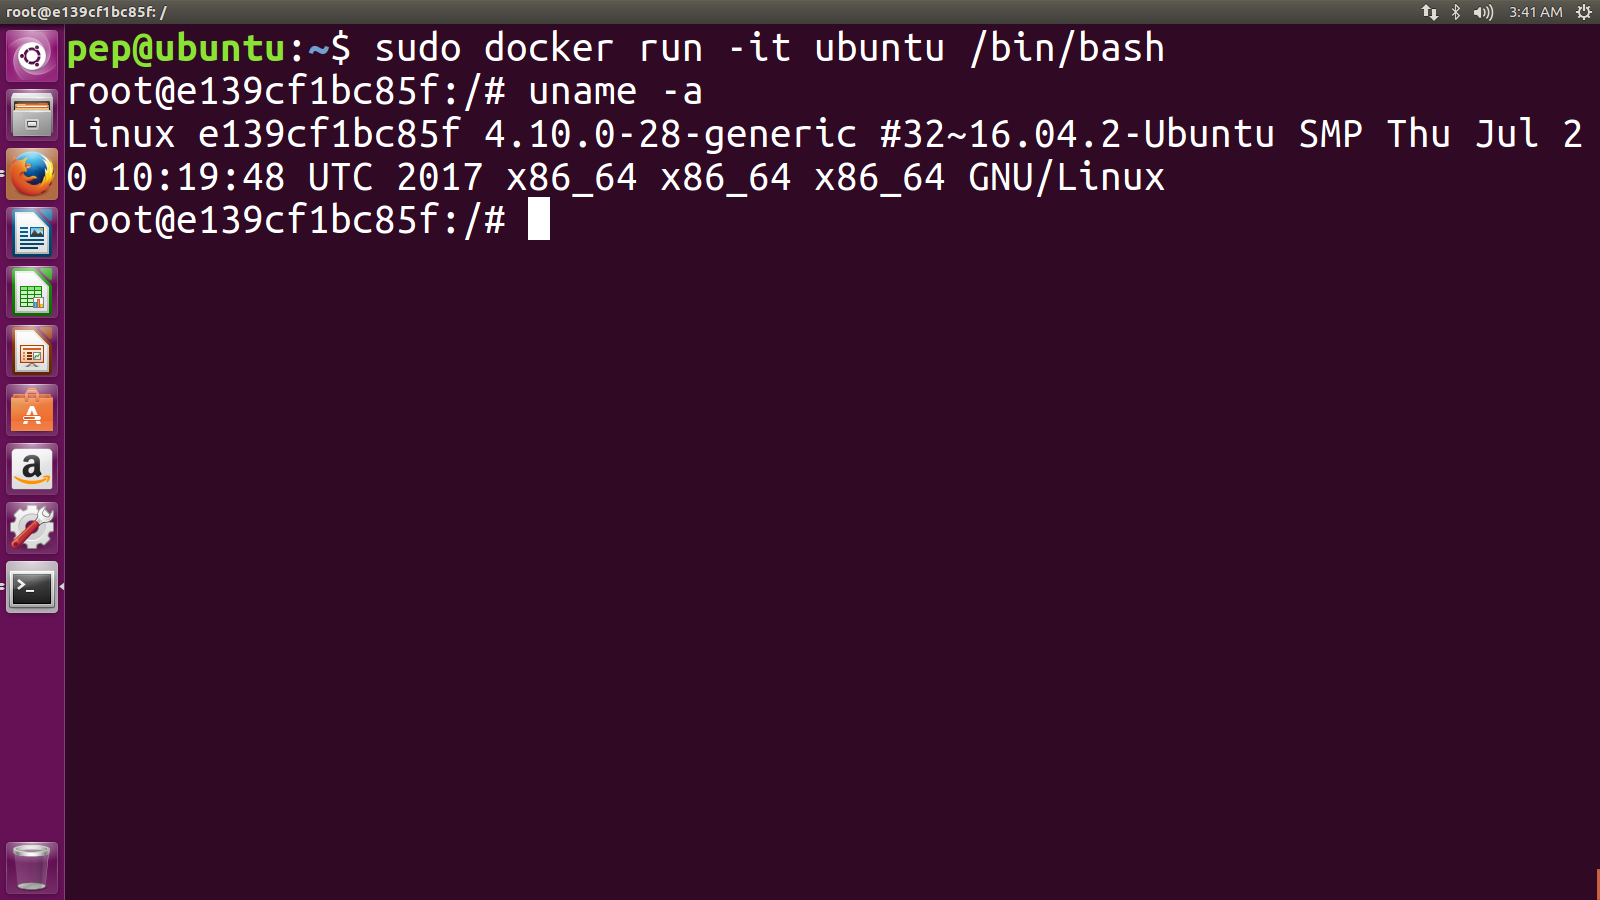 root@e139cf1bc85f: /
3:41 AM
pep@ubuntu:~$ sudo docker run -it ubuntu /bin/bash
root@e139cf1bc85f:/# uname -a
Linux e139cf1bc85f 4.10.0-28-generic #32~16.04.2-Ubuntu SMP Thu Jul 2
0 10:19:48 UTC 2017 x86_64 x86_64 x86_64 GNU/Linux
root@e139cf1bc85f:/#